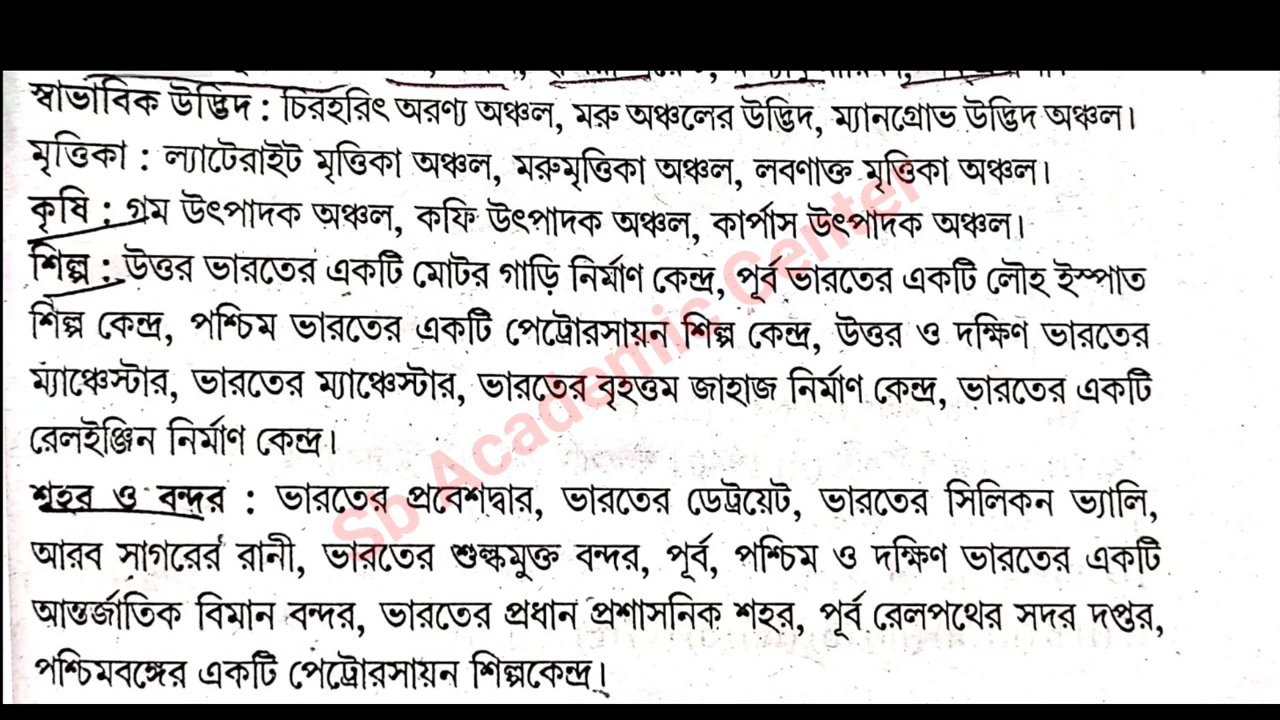 স্বাভাবিক উদ্ভিদ : চিরহরিৎ অরণ্য অঞ্চল, মরু অঞ্চলের উদ্ভিদ, ম্যানগ্রোভ উদ্ভিদ অঞ্চল।
মৃত্তিকা : ল্যাটেরাইট মৃত্তিকা অঞ্চল, মরুমৃত্তিকা অঞ্চল, লবণাক্ত মৃত্তিকা অঞ্চল।
কৃষি : গম উৎপাদক অঞ্চল, কফি উৎপাদক অঞ্চল, কার্পাস উৎপাদক অঞ্চল।
শিল্প : উত্তর ভারতের একটি মোটর গাড়ি নির্মাণ কেন্দ্র, পূর্ব ভারতের একটি লৌহ ইস্পাত
শিল্প কেন্দ্র, পশ্চিম ভারতের একটি পেট্রোরসায়ন শিল্প কেন্দ্র, উত্তর ও দক্ষিণ ভারতের
ম্যাঞ্চেস্টার, ভারতের ম্যাঞ্চেস্টার, ভারতের বৃহত্তম জাহাজ নির্মাণ কেন্দ্র, ভারতের একটি
রেলইঞ্জিন নির্মাণ কেন্দ্র।
শহর ও বন্দর : ভারতের প্রবেশদ্বার, ভারতের ডেট্রয়েট, ভারতের সিলিকন ভ্যালি,
আরব সাগরের রানী, ভারতের শুল্কমুক্ত বন্দর, পূর্ব, পশ্চিম ও দক্ষিণ ভারতের একটি
আন্তর্জাতিক বিমান বন্দর, ভারতের প্রধান প্রশাসনিক শহর, পূর্ব রেলপথের সদর দপ্তর,
পশ্চিমবঙ্গের একটি পেট্রোরসায়ন শিল্পকেন্দ্র।
Sb Academic Center